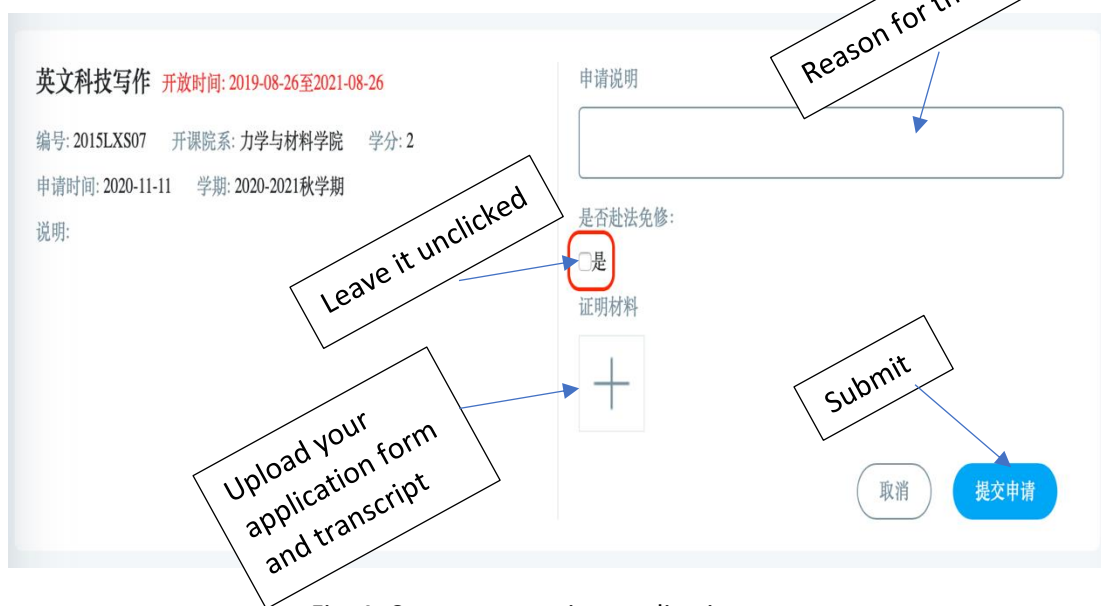 Reason for th
英文科技写作 开放时间: 2019-08-26至2021-08-26
编号: 2015LXS07 开课院系: 力学与材料学院 学分: 2
申请时间: 2020-11-11 学期: 2020-2021秋学期
说明:
申请说明
Leave it unclicked
是否赴法免修:
是
证明材料
Upload your
application form
and transcript
Submit
取消 提交申请